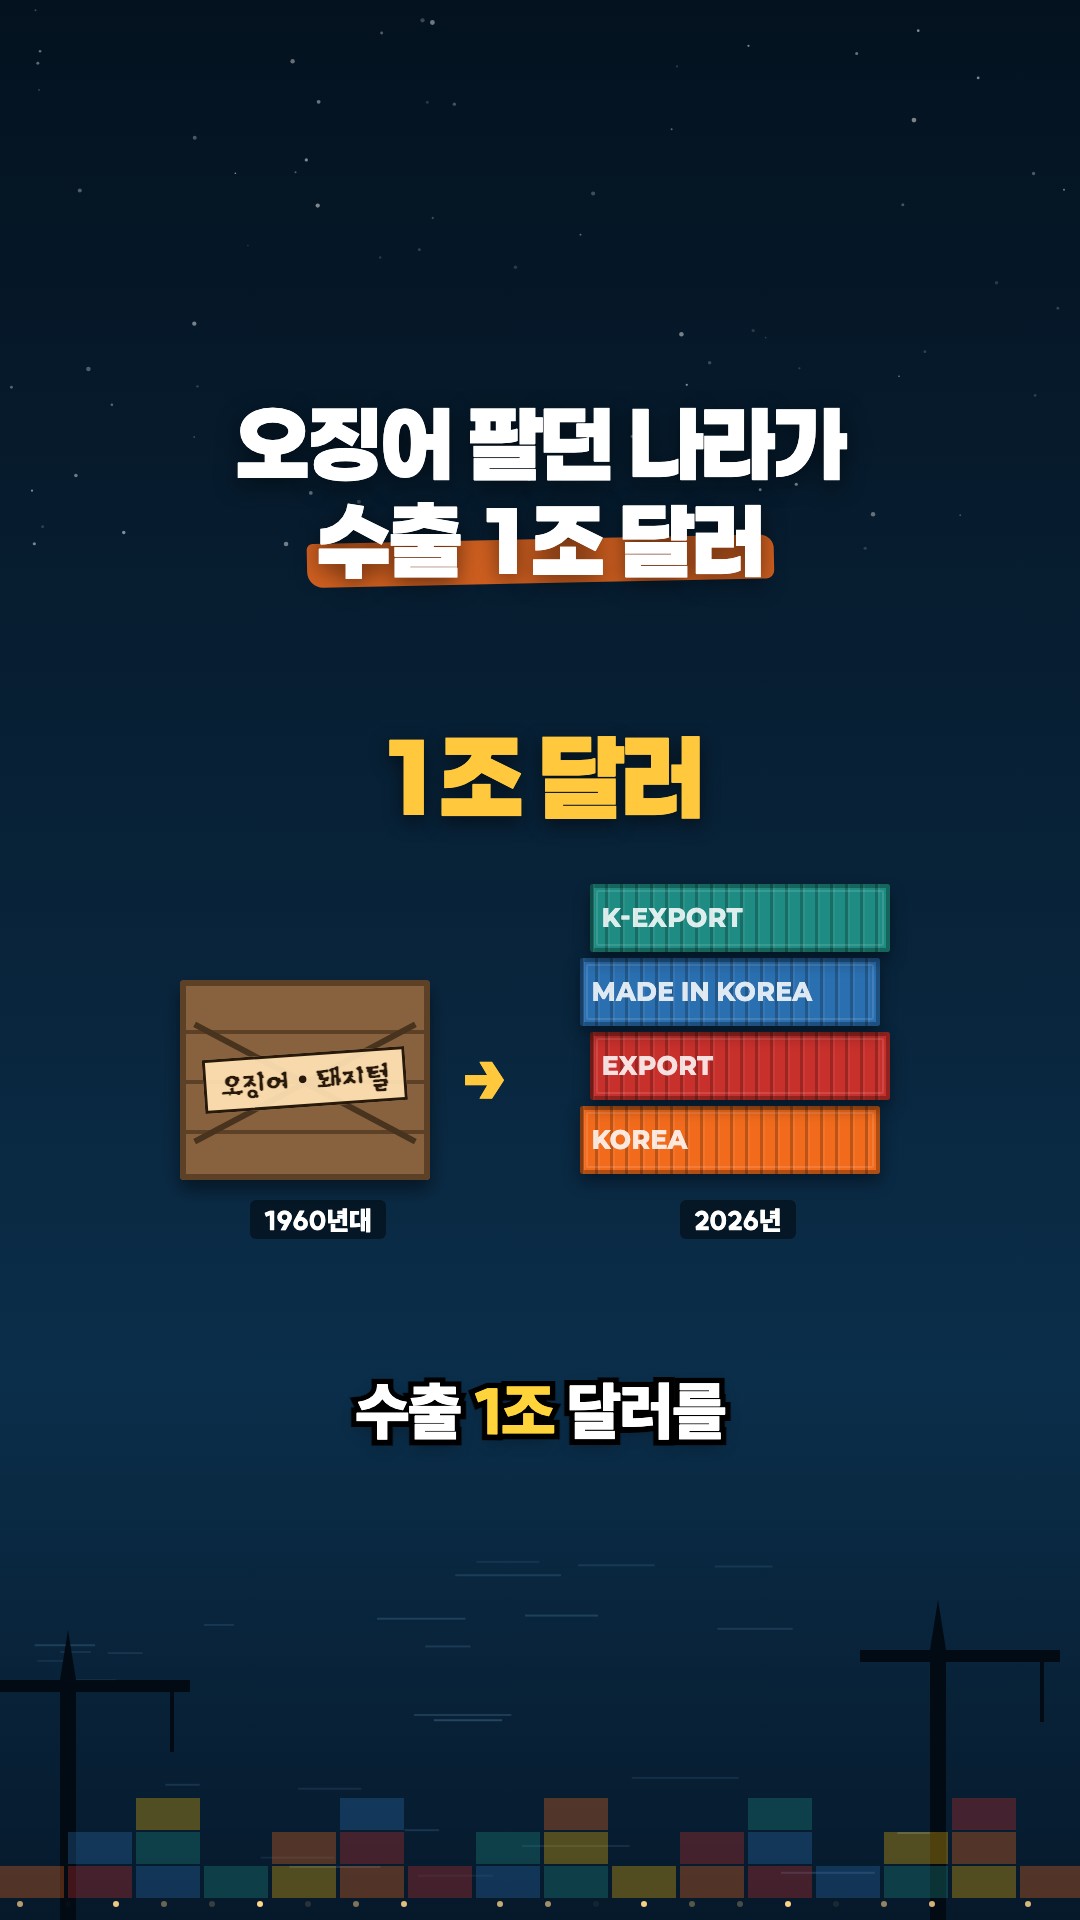 오징어 팔던 나라가
수출 1조 달러
1조 달러
K-EXPORT
MADE IN KOREA
EXPORT
KOREA
오징어 • 돼지털
1960년대
2026년
수출 1조 달러를